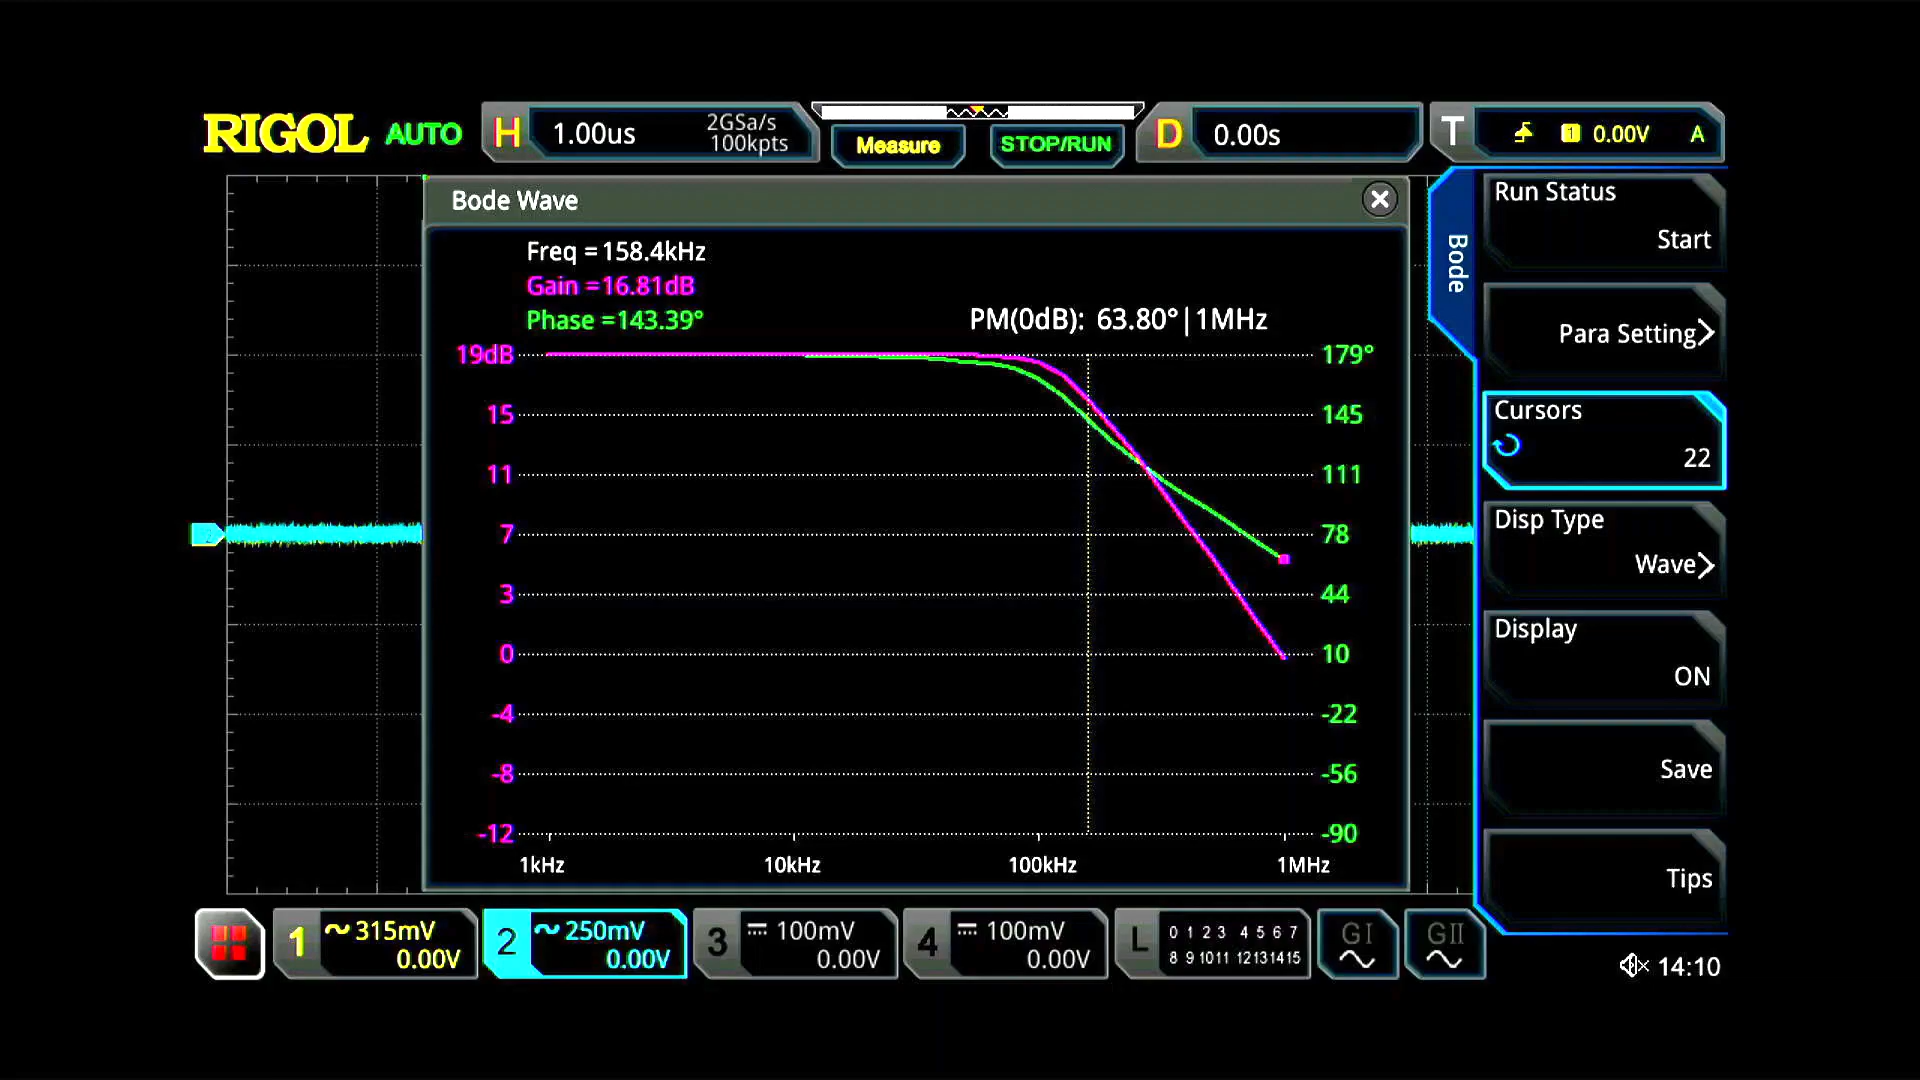 RIGOL AUTO H 1.00us 2GSa/s 100kpts Measure STOP/RUN D 0.00s T 1 0.00V A
Bode Wave
Freq =158.4kHz
Gain =16.81dB
Phase =143.39°
PM(0dB): 63.80°|1MHz
19dB 179°
15 145
11 111
7 78
3 44
0 10
-4 -22
-8 -56
-12 -90
1kHz 10kHz 100kHz 1MHz
Bode
Run Status
Start
Para Setting
Cursors
22
Disp Type
Wave
Display
ON
Save
Tips
1 315mV 0.00V
2 250mV 0.00V
3 100mV 0.00V
4 100mV 0.00V
L 0 1 2 3 4 5 6 7
8 9 10 11 12 13 14 15
GI
GII
14:10